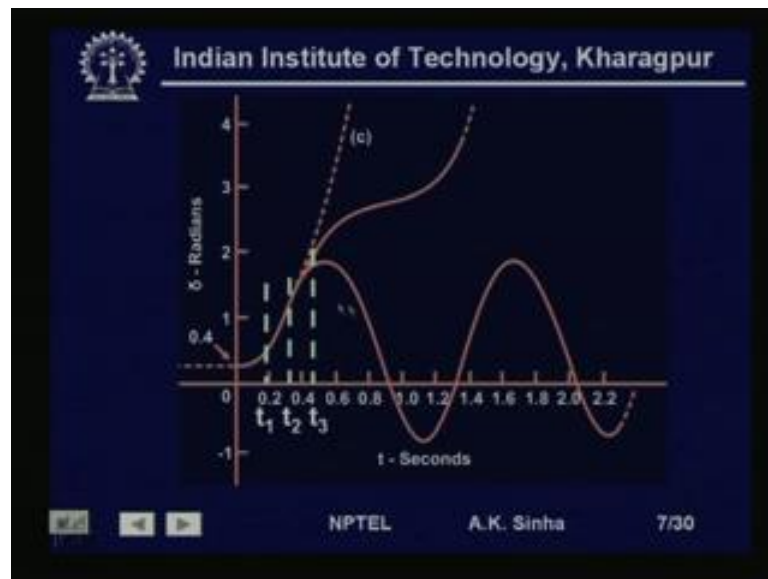 Indian Institute of Technology, Kharagpur
4
(c)
3
δ - Radians
2
1
0.4
0 0.2 0.4 0.6 0.8 1.0 1.2 1.4 1.6 1.8 2.0 2.2
t1 t2 t3
-1
t - Seconds
NPTEL A.K. Sinha 7/30